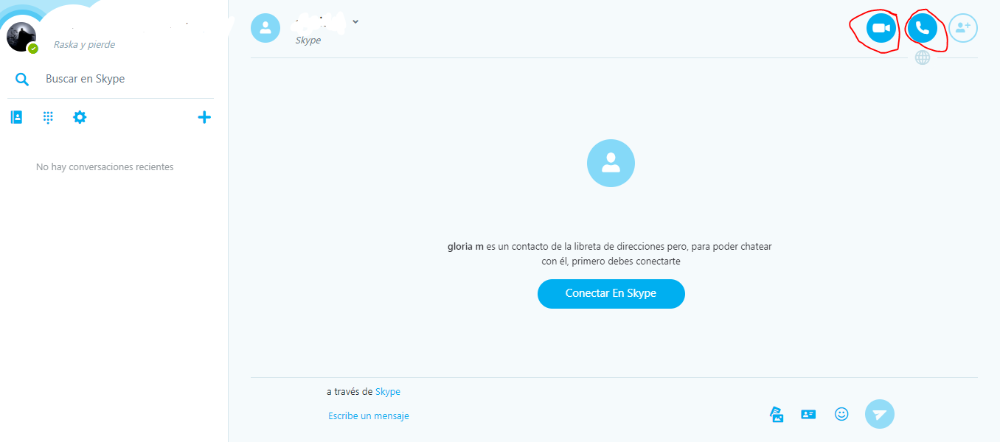 Raska y pierde
Buscar en Skype
No hay conversaciones recientes
Skype
gloria m es un contacto de la libreta de direcciones pero, para poder chatear
con él, primero debes conectarte
Conectar En Skype
a través de Skype
Escribe un mensaje